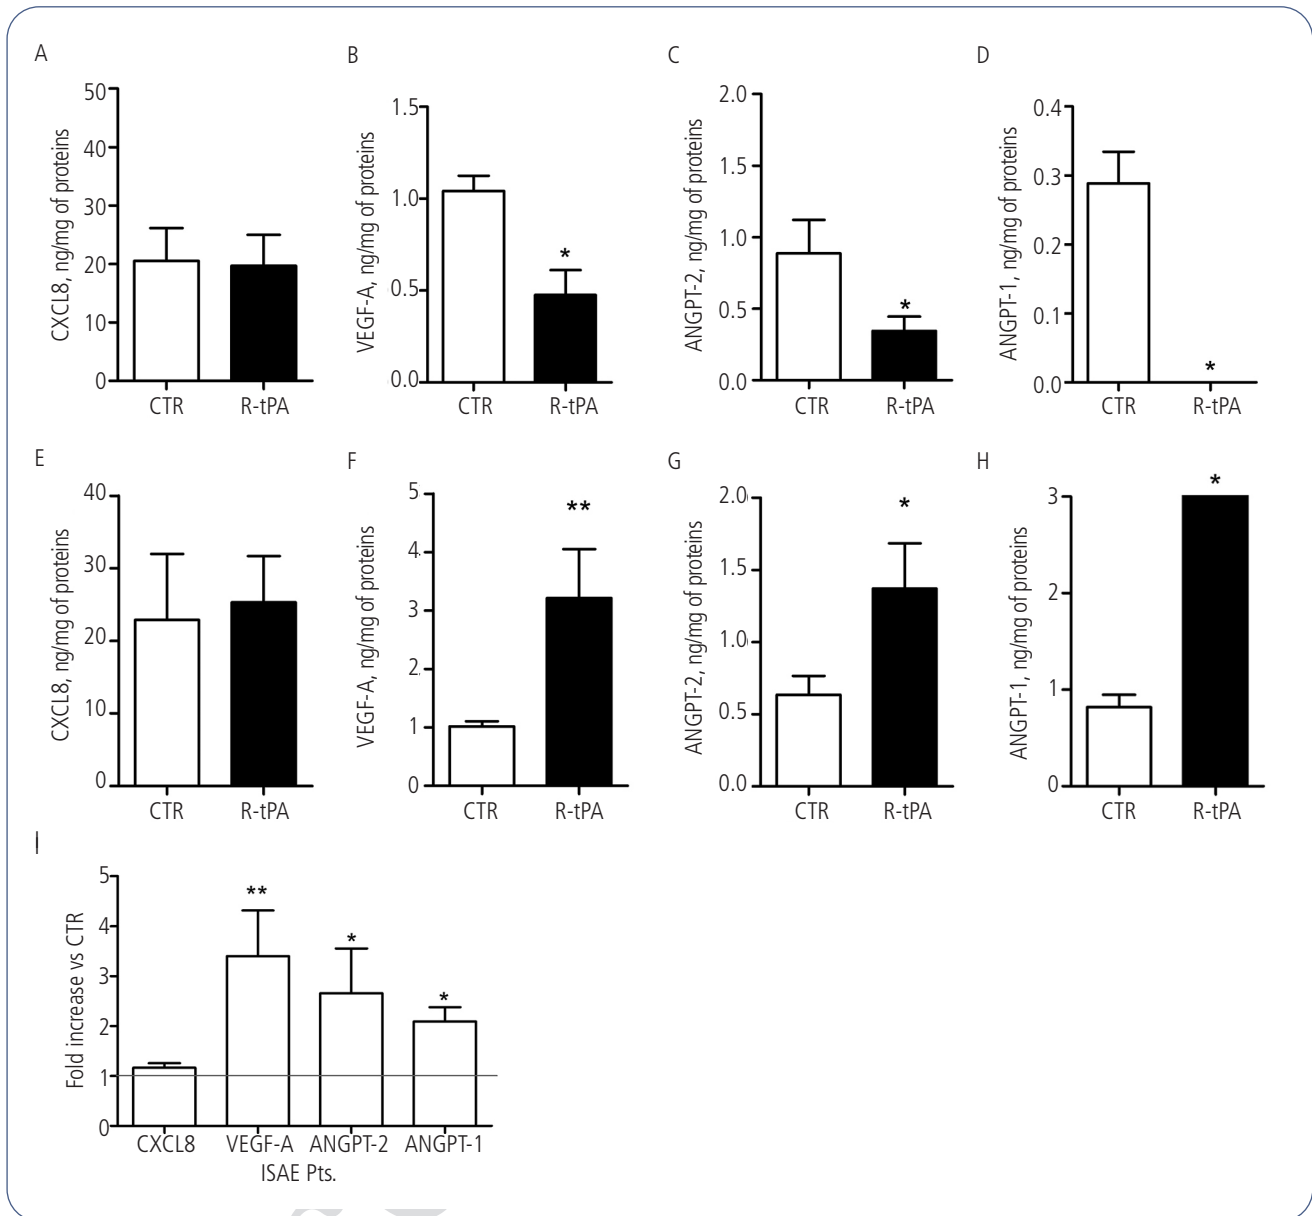 A
B
C
D
CXCL8, ng/mg of proteins
50
40
30
20
10
0
CTR R-tPA
VEGF-A, ng/mg of proteins
1.5
1.0
0.5
0.0
*
CTR R-tPA
ANGPT-2, ng/mg of proteins
2.0
1.5
1.0
0.5
0.0
*
CTR R-tPA
ANGPT-1, ng/mg of proteins
0.4
0.3
0.2
0.1
0.0
*
CTR R-tPA
E
F
G
H
CXCL8, ng/mg of proteins
40
30
20
10
0
CTR R-tPA
VEGF-A, ng/mg of proteins
5
4
3
2
1
0
**
CTR R-tPA
ANGPT-2, ng/mg of proteins
2.0
1.5
1.0
0.5
0.0
*
CTR R-tPA
ANGPT-1, ng/mg of proteins
3
2
1
0
*
CTR R-tPA
I
Fold increase vs CTR
5
4
3
2
1
0
**
*
*
CXCL8 VEGF-A ANGPT-2 ANGPT-1
ISAE Pts.